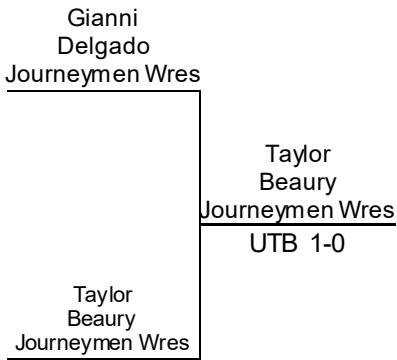 Gianni
Delgado
Journeymen Wres
Taylor
Beaury
Journeymen Wres
UTB 1-0
Taylor
Beaury
Journeymen Wres